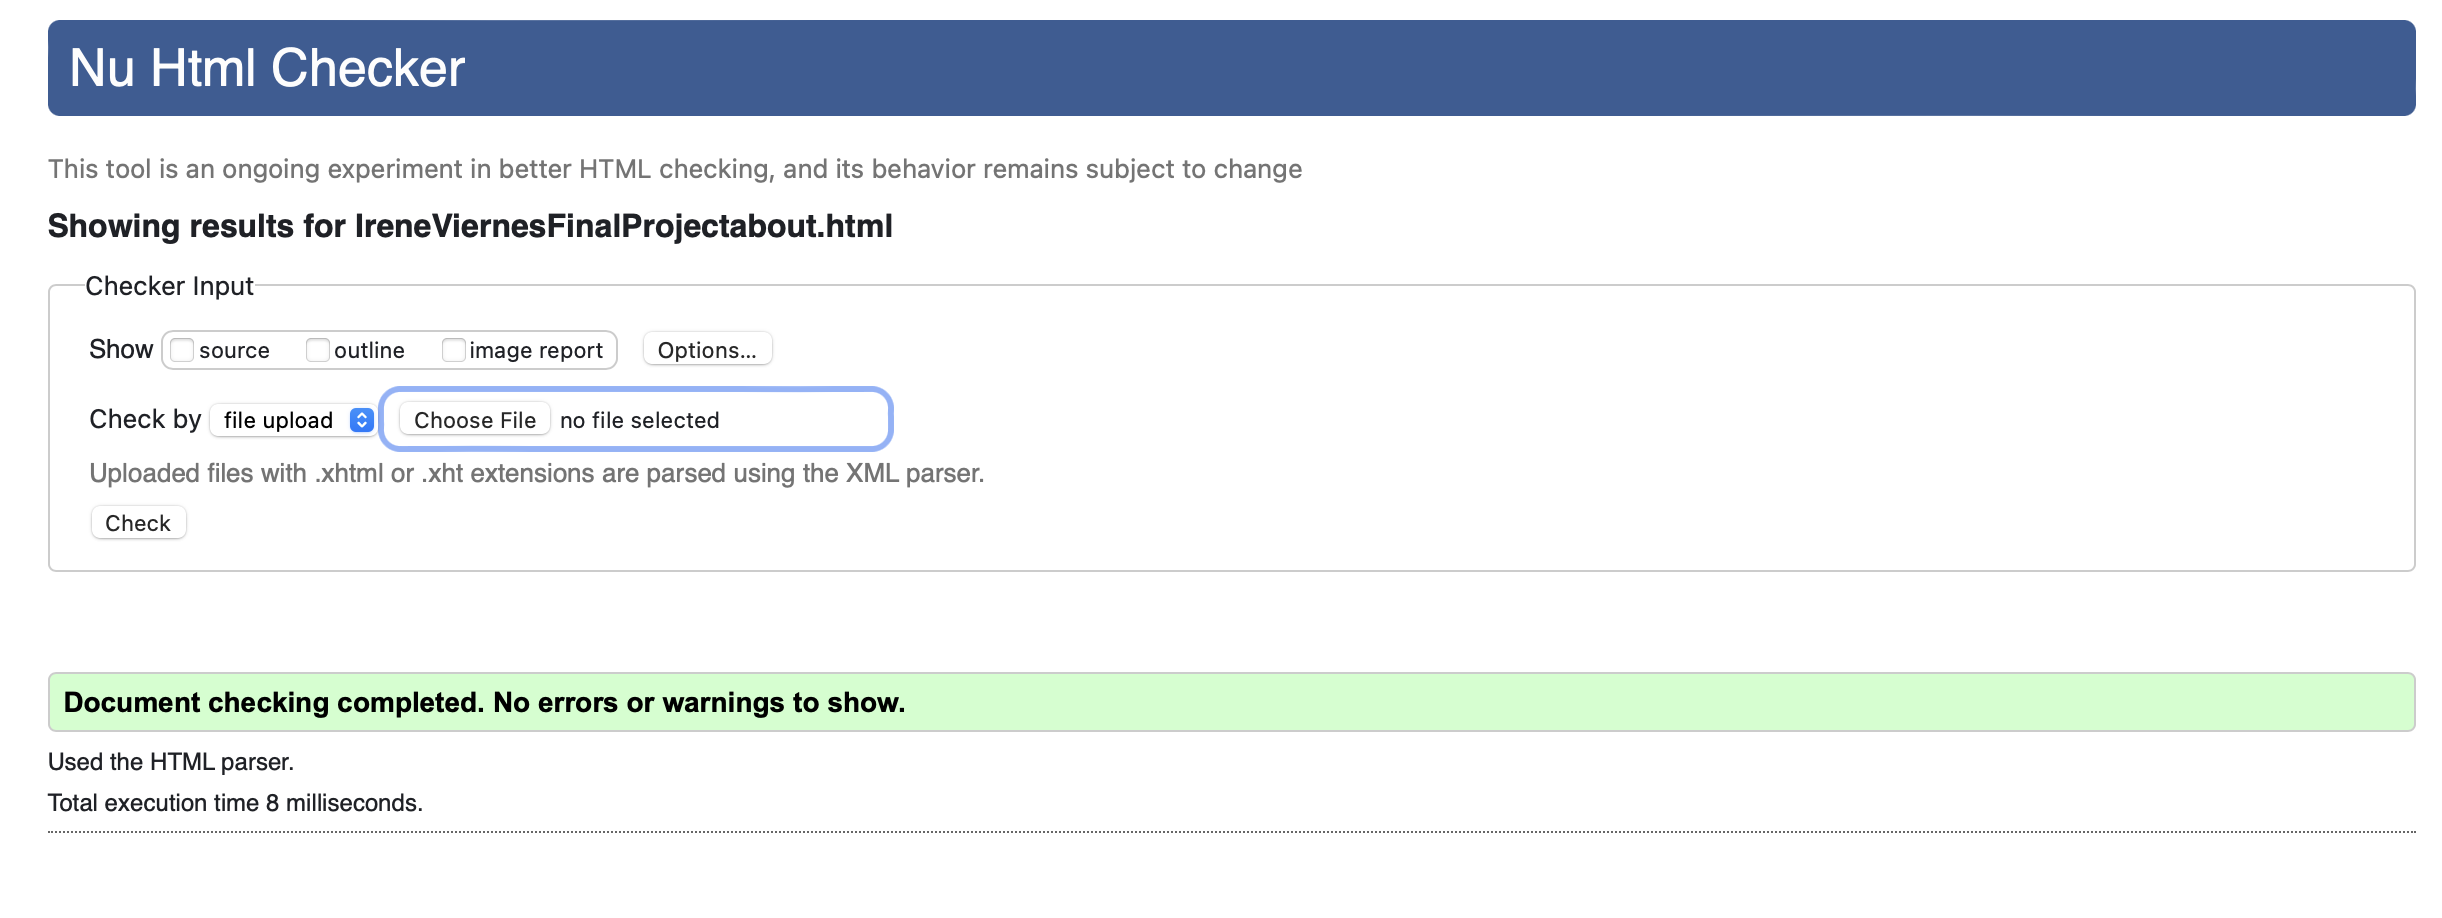 Nu Html Checker
This tool is an ongoing experiment in better HTML checking, and its behavior remains subject to change
Showing results for IreneViernesFinalProjectabout.html
Checker Input
Show source outline image report Options...
Check by file upload Choose File no file selected
Uploaded files with .xhtml or .xht extensions are parsed using the XML parser.
Check
Document checking completed. No errors or warnings to show.
Used the HTML parser.
Total execution time 8 milliseconds.